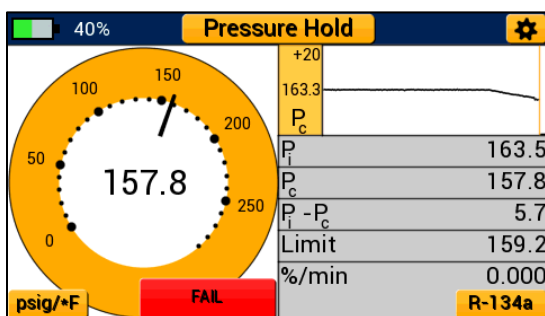 40%
Pressure Hold
+20
163.3
Pc
0
50
100
150
200
250
157.8
Pi 163.5
Pc 157.8
Pi -Pc 5.7
Limit 159.2
%/min 0.000
psig/*F
FAIL
R-134a